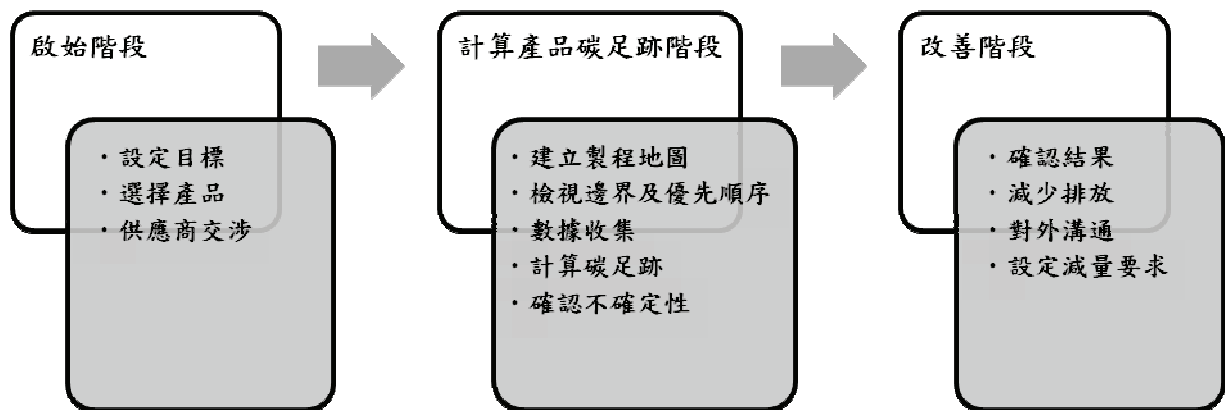 啟始階段
・設定目標
・選擇產品
・供應商交涉
計算產品碳足跡階段
・建立製程地圖
・檢視邊界及優先順序
・數據收集
・計算碳足跡
・確認不確定性
改善階段
・確認結果
・減少排放
・對外溝通
・設定減量要求